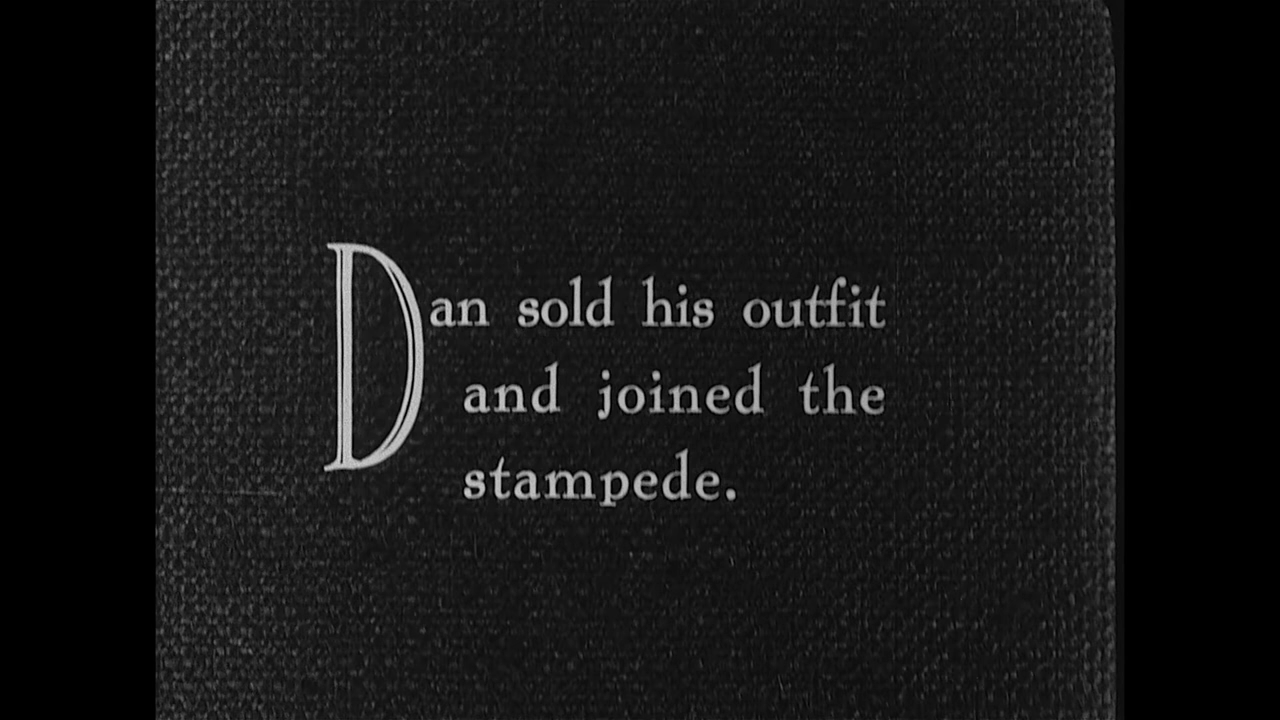 Dan sold his outfit
and joined the
stampede.